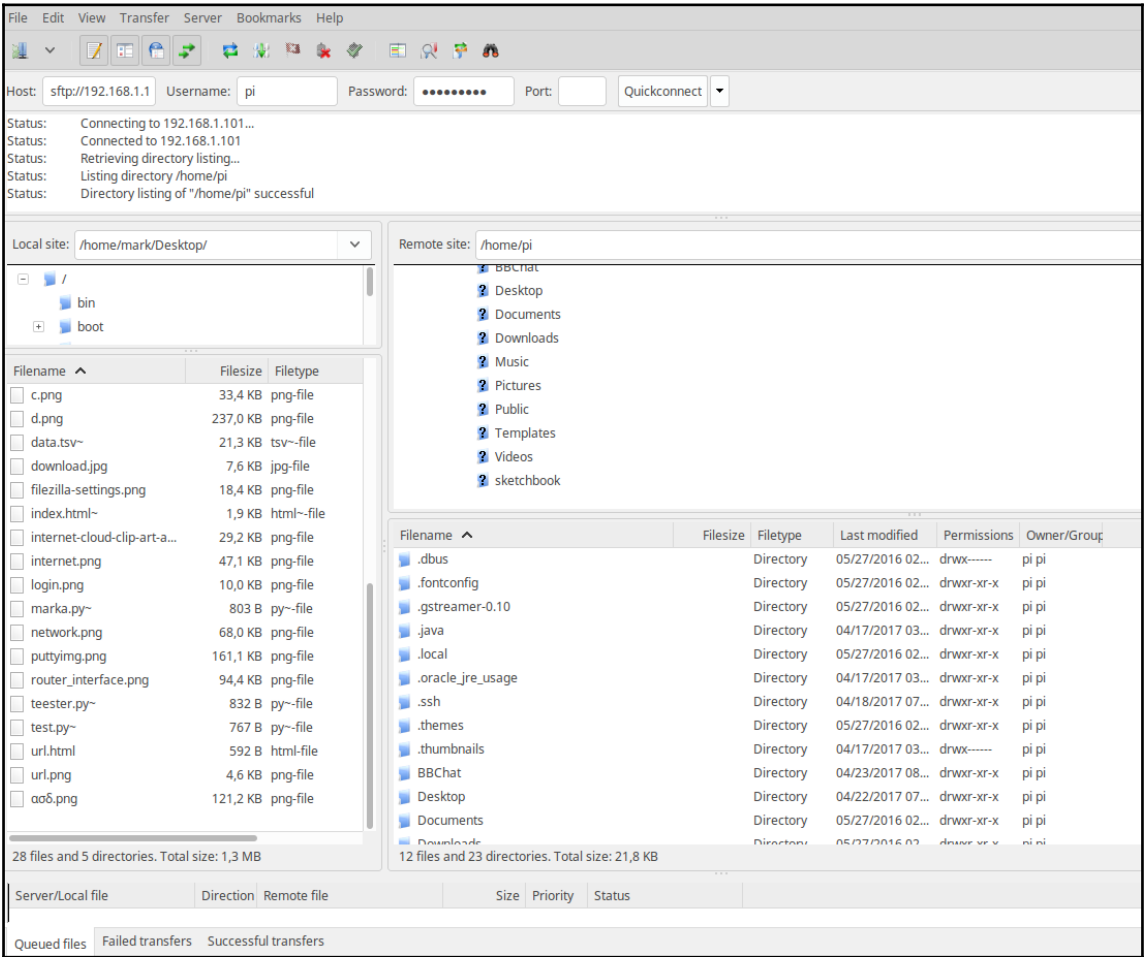 File Edit View Transfer Server Bookmarks Help
Host: sftp://192.168.1.1 Username: pi Password: ●●●●●●●●● Port: Quickconnect
Status: Connecting to 192.168.1.101...
Status: Connected to 192.168.1.101
Status: Retrieving directory listing...
Status: Listing directory /home/pi
Status: Directory listing of "/home/pi" successful
Local site: /home/mark/Desktop/
/
bin
boot
Filename Filesize Filetype
c.png 33,4 KB png-file
d.png 237,0 KB png-file
data.tsv~ 21,3 KB tsv~-file
download.jpg 7,6 KB jpg-file
filezilla-settings.png 18,4 KB png-file
index.html~ 1,9 KB html~-file
internet-cloud-clip-art-a... 29,2 KB png-file
internet.png 47,1 KB png-file
login.png 10,0 KB png-file
marka.py~ 803 B py~-file
network.png 68,0 KB png-file
puttyimg.png 161,1 KB png-file
router_interface.png 94,4 KB png-file
teester.py~ 832 B py~-file
test.py~ 767 B py~-file
url.html 592 B html-file
url.png 4,6 KB png-file
ασδ.png 121,2 KB png-file
28 files and 5 directories. Total size: 1,3 MB
Remote site: /home/pi
BBChat
Desktop
Documents
Downloads
Music
Pictures
Public
Templates
Videos
sketchbook
Filename Filesize Filetype Last modified Permissions Owner/Group
.dbus Directory 05/27/2016 02... drwx------ pi pi
.fontconfig Directory 05/27/2016 02... drwxr-xr-x pi pi
.gstreamer-0.10 Directory 05/27/2016 02... drwxr-xr-x pi pi
.java Directory 04/17/2017 03... drwxr-xr-x pi pi
.local Directory 05/27/2016 02... drwxr-xr-x pi pi
.oracle_jre_usage Directory 04/17/2017 03... drwxr-xr-x pi pi
.ssh Directory 04/18/2017 07... drwxr-xr-x pi pi
.themes Directory 05/27/2016 02... drwxr-xr-x pi pi
.thumbnails Directory 04/17/2017 03... drwx------ pi pi
BBChat Directory 04/23/2017 08... drwxr-xr-x pi pi
Desktop Directory 04/22/2017 07... drwxr-xr-x pi pi
Documents Directory 05/27/2016 02... drwxr-xr-x pi pi
Downloads Directory 05/27/2016 02... drwxr-xr-x pi pi
12 files and 23 directories. Total size: 21,8 KB
Server/Local file Direction Remote file Size Priority Status
Queued files Failed transfers Successful transfers